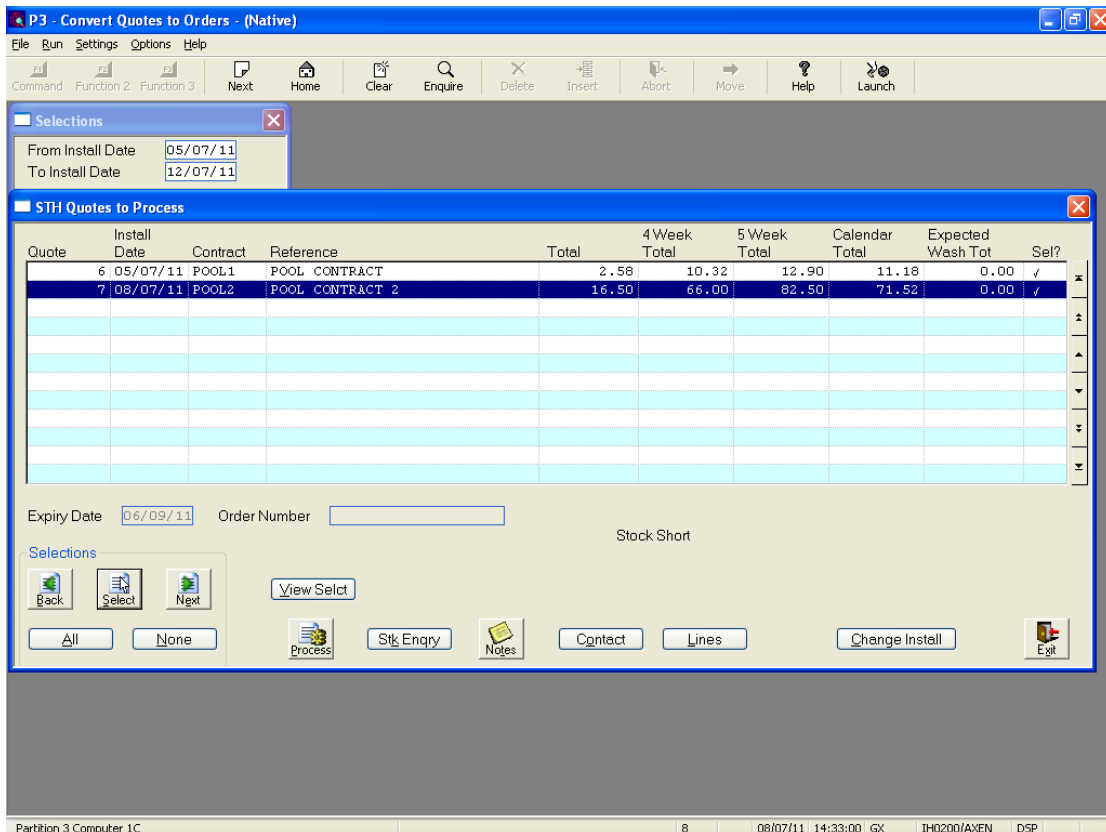 P3 - Convert Quotes to Orders - (Native)
File Run Settings Options Help
F1 F2 F3
Command Function 2 Function 3 Next Home Clear Enquire Delete Insert Abort Move Help Launch
Selections
From Install Date 05/07/11
To Install Date 12/07/11
STH Quotes to Process
Install 4 Week 5 Week Calendar Expected
Quote Date Contract Reference Total Total Total Total Wash Tot Sel?
6 05/07/11 POOL1 POOL CONTRACT 2.58 10.32 12.90 11.18 0.00 √
7 08/07/11 POOL2 POOL CONTRACT 2 16.50 66.00 82.50 71.52 0.00 √
Expiry Date 06/09/11 Order Number
Stock Short
Selections
Back Select Next View Selct
All None Process Stk Enqry Notes Contact Lines Change Install Exit
Partition 3 Computer 1C 8 08/07/11 14:33:00 GX IH0200/AXEN DSP